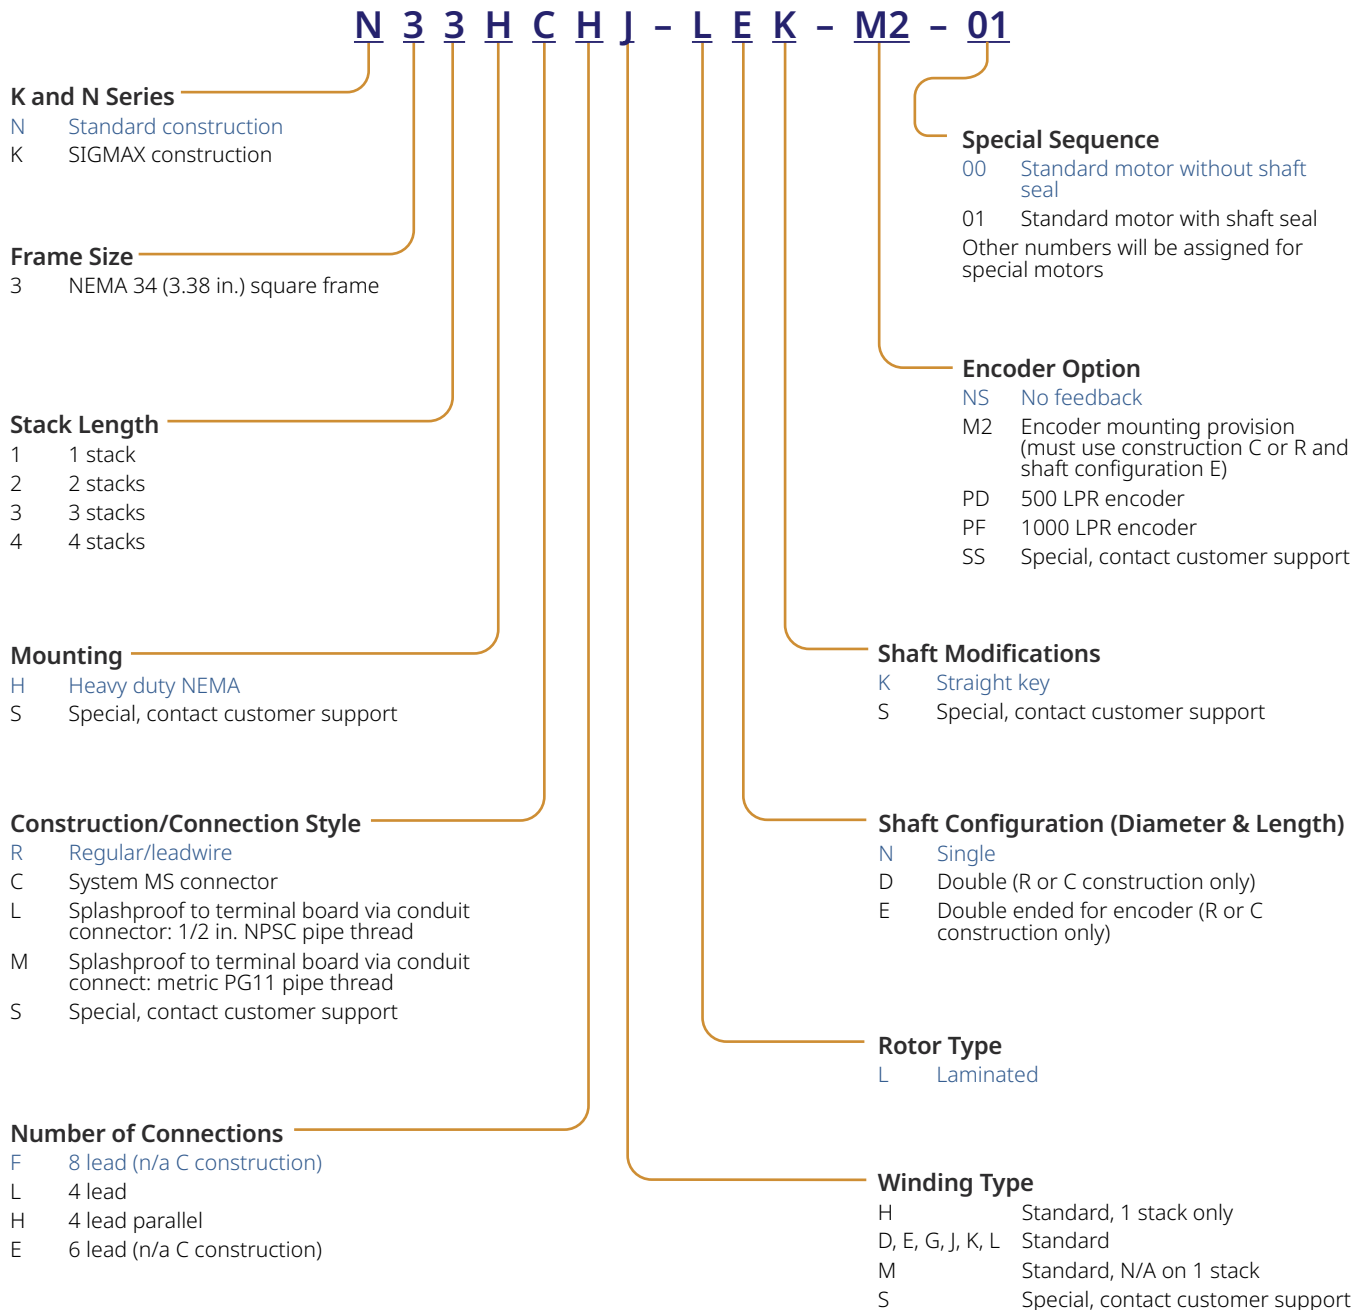 N 3 3 H C H J – L E K – M2 – 01
K and N Series
N Standard construction
K SIGMAX construction
Frame Size
3 NEMA 34 (3.38 in.) square frame
Stack Length
1 1 stack
2 2 stacks
3 3 stacks
4 4 stacks
Mounting
H Heavy duty NEMA
S Special, contact customer support
Construction/Connection Style
R Regular/leadwire
C System MS connector
L Splashproof to terminal board via conduit
connector: 1/2 in. NPSC pipe thread
M Splashproof to terminal board via conduit
connect: metric PG11 pipe thread
S Special, contact customer support
Number of Connections
F 8 lead (n/a C construction)
L 4 lead
H 4 lead parallel
E 6 lead (n/a C construction)
Special Sequence
00 Standard motor without shaft
seal
01 Standard motor with shaft seal
Other numbers will be assigned for
special motors
Encoder Option
NS No feedback
M2 Encoder mounting provision
(must use construction C or R and
shaft configuration E)
PD 500 LPR encoder
PF 1000 LPR encoder
SS Special, contact customer support
Shaft Modifications
K Straight key
S Special, contact customer support
Shaft Configuration (Diameter & Length)
N Single
D Double (R or C construction only)
E Double ended for encoder (R or C
construction only)
Rotor Type
L Laminated
Winding Type
H Standard, 1 stack only
D, E, G, J, K, L Standard
M Standard, N/A on 1 stack
S Special, contact customer support